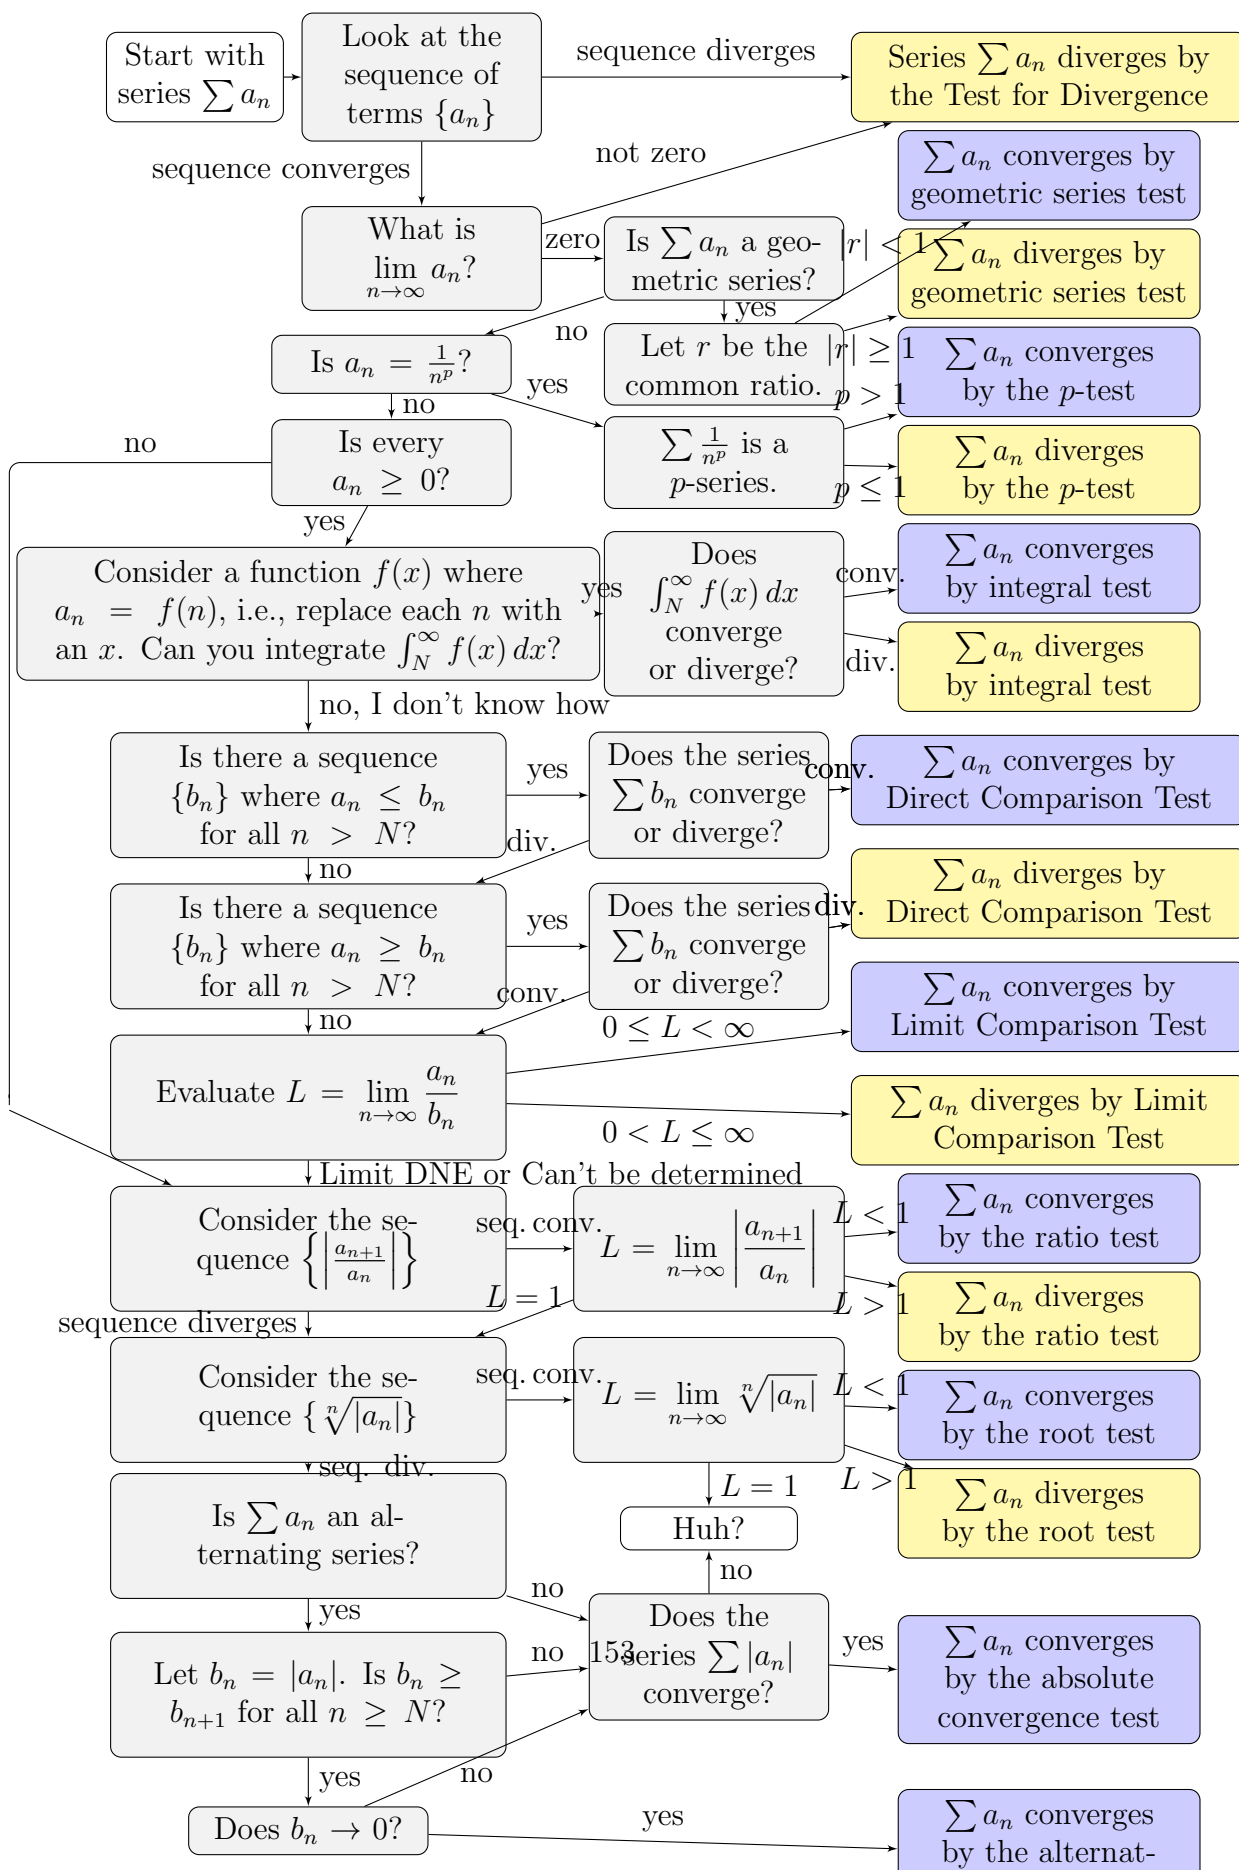 Start with
series ∑ aₙ
Look at the
sequence of
terms {aₙ}
sequence diverges
Series ∑ aₙ diverges by
the Test for Divergence
sequence converges
not zero
∑ aₙ converges by
geometric series test
What is
lim n→∞ aₙ?
zero
Is ∑ aₙ a geo-
metric series?
|r| < 1
∑ aₙ diverges by
geometric series test
yes
no
Let r be the
common ratio.
|r| ≥ 1
Is aₙ = 1/nᵖ?
yes
no
p > 1
∑ aₙ converges
by the p-test
no
Is every
aₙ ≥ 0?
∑ 1/nᵖ is a
p-series.
p ≤ 1
∑ aₙ diverges
by the p-test
yes
Consider a function f(x) where
aₙ = f(n), i.e., replace each n with
an x. Can you integrate ∫_N^∞ f(x) dx?
yes
Does
∫_N^∞ f(x) dx
converge
or diverge?
conv.
∑ aₙ converges
by integral test
div.
∑ aₙ diverges
by integral test
no, I don't know how
Is there a sequence
{bₙ} where aₙ ≤ bₙ
for all n > N?
yes
Does the series
∑ bₙ converge
or diverge?
conv.
∑ aₙ converges by
Direct Comparison Test
div.
no
Is there a sequence
{bₙ} where aₙ ≥ bₙ
for all n > N?
yes
Does the series
∑ bₙ converge
or diverge?
div.
∑ aₙ diverges by
Direct Comparison Test
conv.
no
0 ≤ L < ∞
∑ aₙ converges by
Limit Comparison Test
Evaluate L = lim n→∞ aₙ/bₙ
0 < L ≤ ∞
∑ aₙ diverges by Limit
Comparison Test
Limit DNE or Can't be determined
Consider the se-
quence {|aₙ₊₁/aₙ|}
seq. conv.
L = lim n→∞ |aₙ₊₁/aₙ|
L < 1
∑ aₙ converges
by the ratio test
L > 1
∑ aₙ diverges
by the ratio test
L = 1
sequence diverges
Consider the se-
quence {ⁿ√|aₙ|}
seq. conv.
L = lim n→∞ ⁿ√|aₙ|
L < 1
∑ aₙ converges
by the root test
L > 1
∑ aₙ diverges
by the root test
seq. div.
L = 1
Huh?
Is ∑ aₙ an al-
ternating series?
no
no
yes
Does the
series ∑ |aₙ|
converge?
yes
∑ aₙ converges
by the absolute
convergence test
Let bₙ = |aₙ|. Is bₙ ≥
bₙ₊₁ for all n ≥ N?
no
153
yes
no
Does bₙ → 0?
yes
∑ aₙ converges
by the alternat-